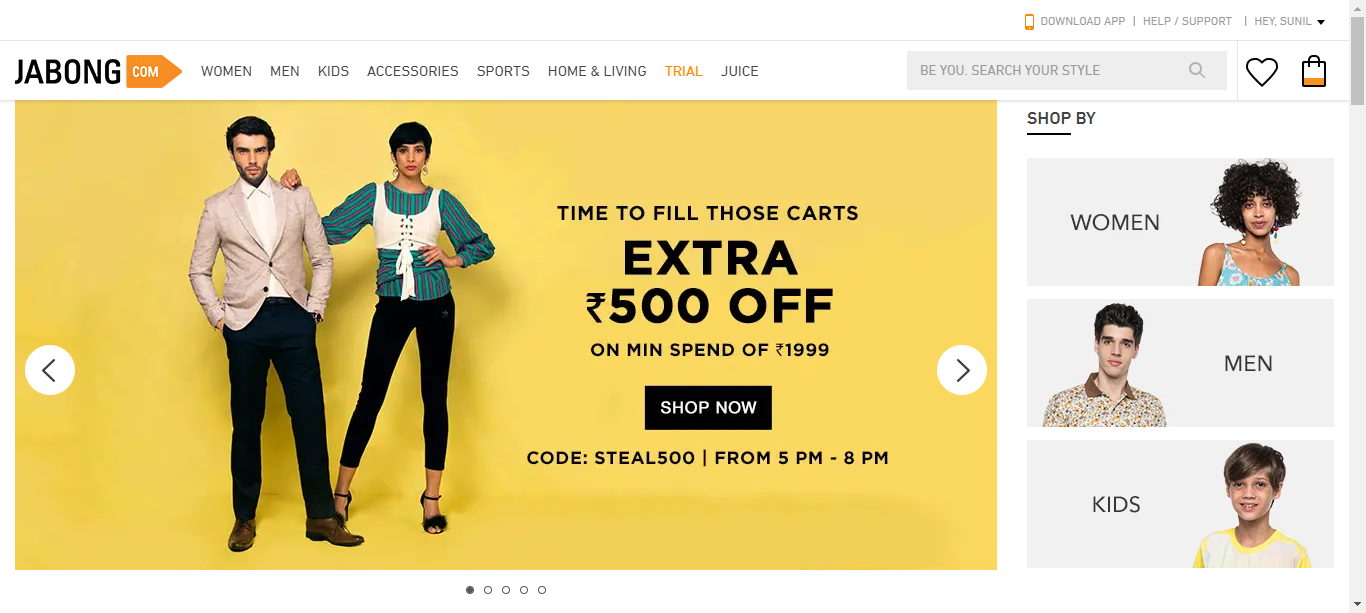 DOWNLOAD APP | HELP / SUPPORT | HEY, SUNIL
JABONG COM
WOMEN MEN KIDS ACCESSORIES SPORTS HOME & LIVING TRIAL JUICE
BE YOU. SEARCH YOUR STYLE
TIME TO FILL THOSE CARTS
EXTRA
₹500 OFF
ON MIN SPEND OF ₹1999
SHOP NOW
CODE: STEAL500 | FROM 5 PM - 8 PM
SHOP BY
WOMEN
MEN
KIDS